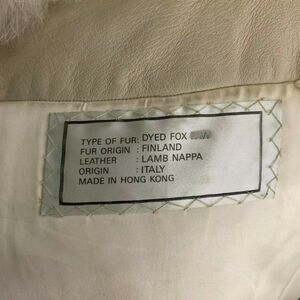 TYPE OF FUR: DYED FOX
FUR ORIGIN : FINLAND
LEATHER : LAMB NAPPA
ORIGIN : ITALY
MADE IN HONG KONG